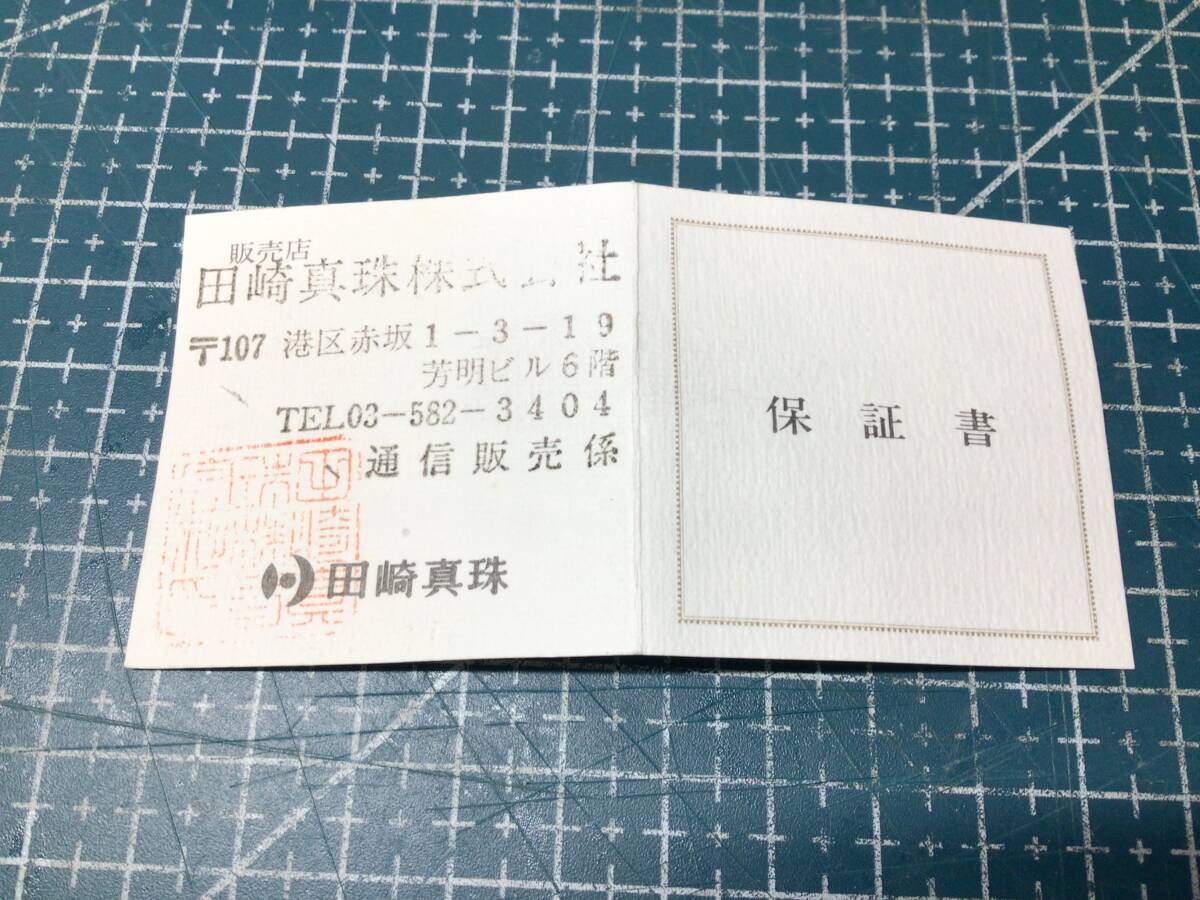 販売店
田崎真珠株式会社
〒107 港区赤坂1-3-19
芳明ビル6階
TEL03-582-3404
通信販売係
田崎真珠
保証書